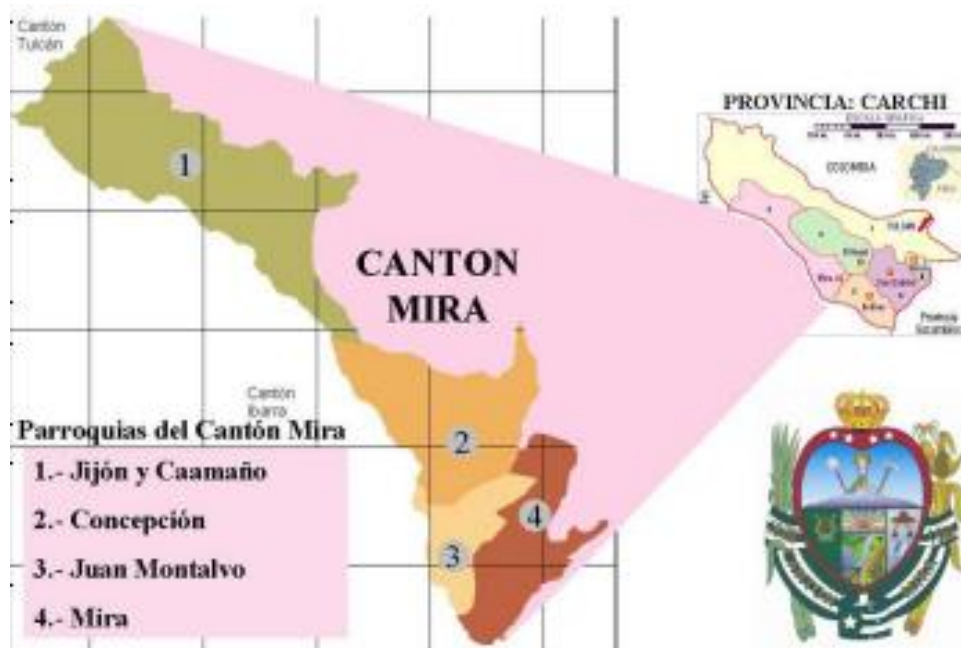 Cantón
Tulcán
PROVINCIA: CARCHI
COLOMBIA
1
CANTON
MIRA
Cantón
Ibarra
Parroquias del Cantón Mira
1.- Jijón y Caamaño
2.- Concepción
3.- Juan Montalvo
4.- Mira
2
4
3